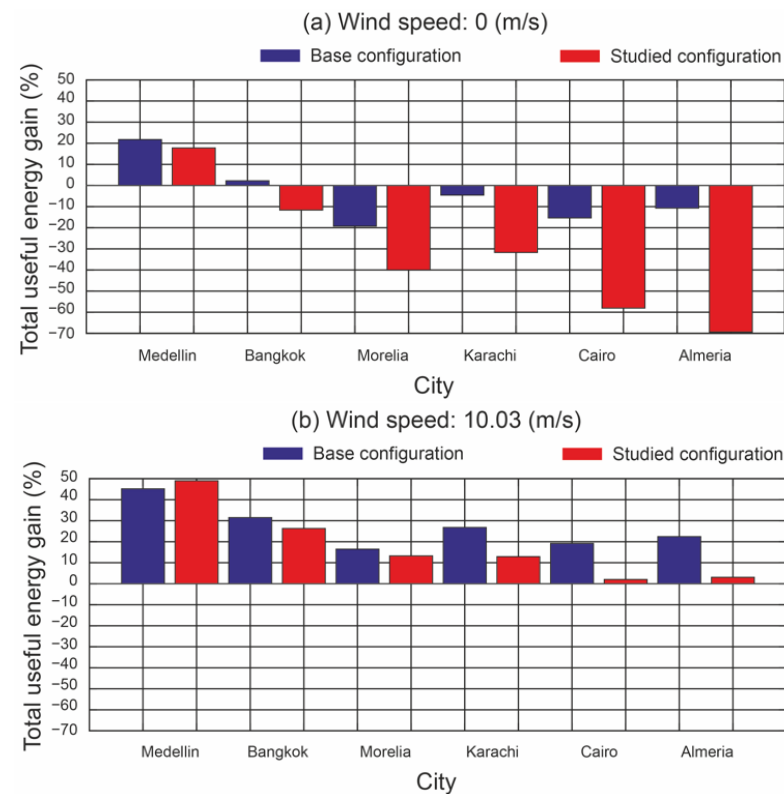 (a) Wind speed: 0 (m/s)
Base configuration Studied configuration
Total useful energy gain (%)
50
40
30
20
10
0
−10
−20
−30
−40
−50
−60
−70
Medellin Bangkok Morelia Karachi Cairo Almeria
City
(b) Wind speed: 10.03 (m/s)
Base configuration Studied configuration
Total useful energy gain (%)
50
40
30
20
10
0
−10
−20
−30
−40
−50
−60
−70
Medellin Bangkok Morelia Karachi Cairo Almeria
City